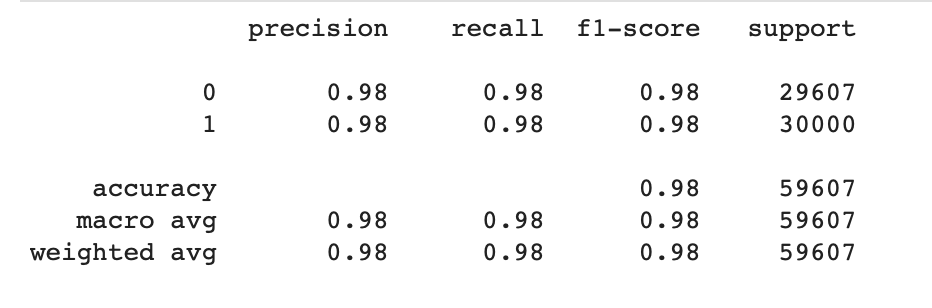 precision recall f1-score support
0 0.98 0.98 0.98 29607
1 0.98 0.98 0.98 30000
accuracy 0.98 59607
macro avg 0.98 0.98 0.98 59607
weighted avg 0.98 0.98 0.98 59607